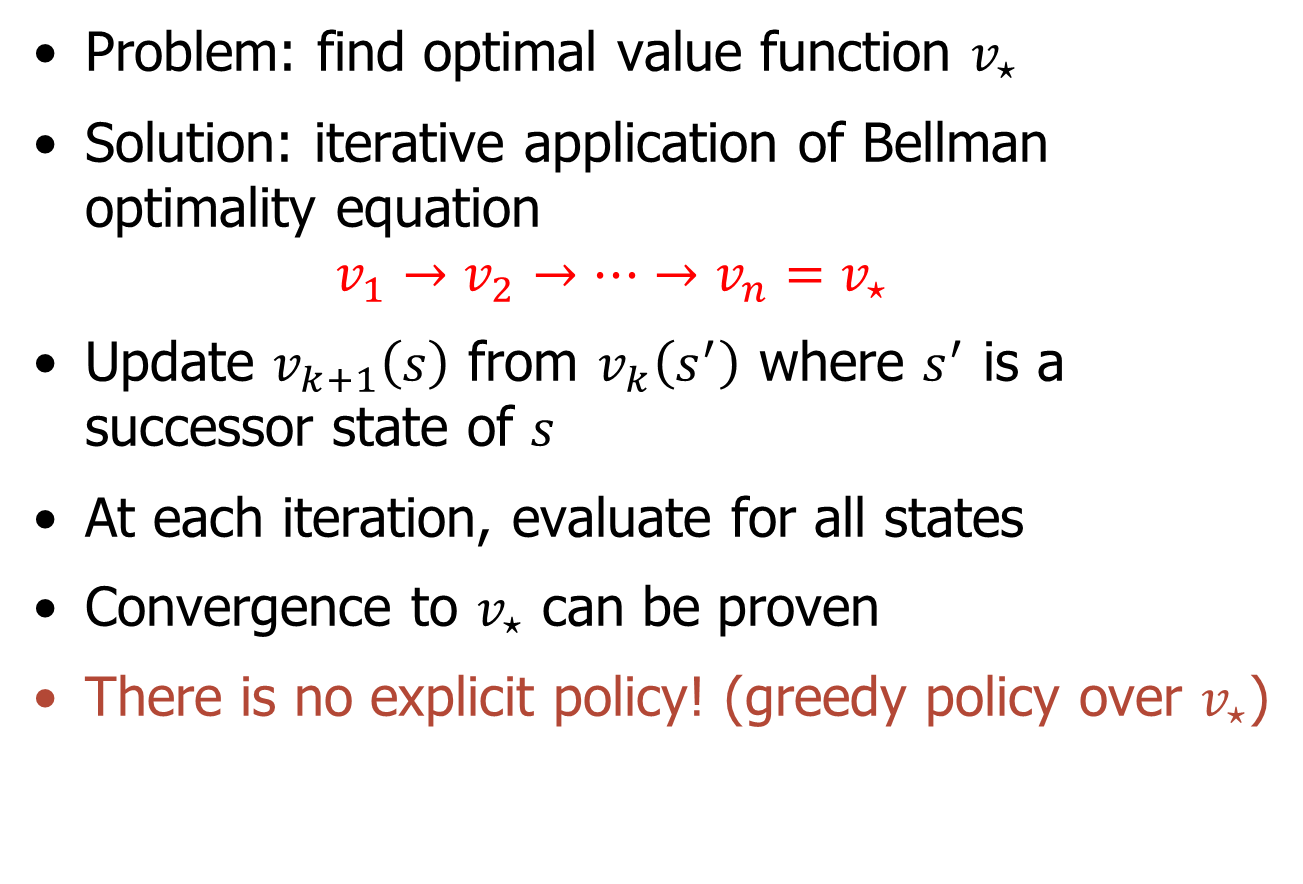 • Problem: find optimal value function v⋆
• Solution: iterative application of Bellman
optimality equation
v₁ → v₂ → ⋯ → vₙ = v⋆
• Update vₖ₊₁(s) from vₖ(s′) where s′ is a
successor state of s
• At each iteration, evaluate for all states
• Convergence to v⋆ can be proven
• There is no explicit policy! (greedy policy over v⋆)